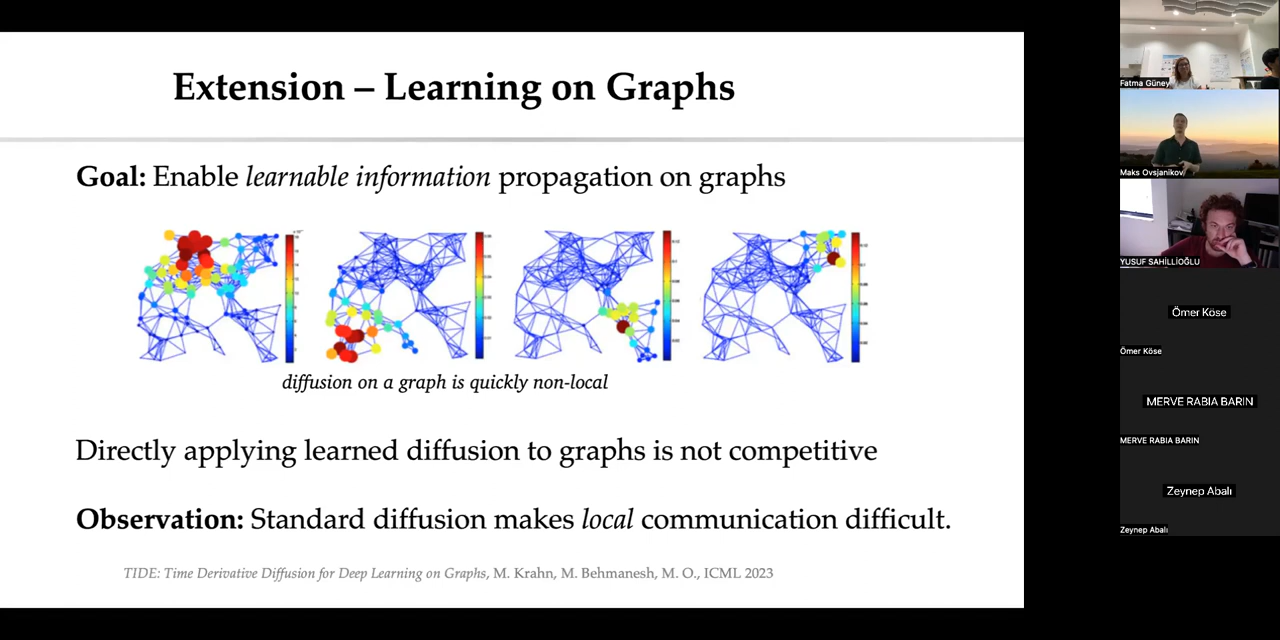 Extension – Learning on Graphs
Goal: Enable learnable information propagation on graphs
diffusion on a graph is quickly non-local
Directly applying learned diffusion to graphs is not competitive
Observation: Standard diffusion makes local communication difficult.
TIDE: Time Derivative Diffusion for Deep Learning on Graphs, M. Krahn, M. Behmanesh, M. O., ICML 2023
Fatma Güney
Maks Ovsjanikov
YUSUF SAHİLLİOĞLU
Ömer Köse
Ömer Köse
MERVE RABIA BARIN
MERVE RABIA BARIN
Zeynep Abalı
Zeynep Abalı